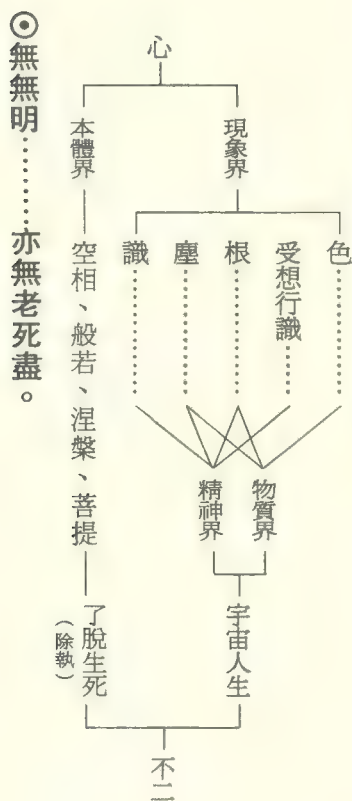 心
現象界
本體界
色
受想行識
根
塵
識
空相、般若、涅槃、菩提
物質界
精神界
宇宙人生
了脫生死
(除執)
不二
⊙無無明………亦無老死盡。